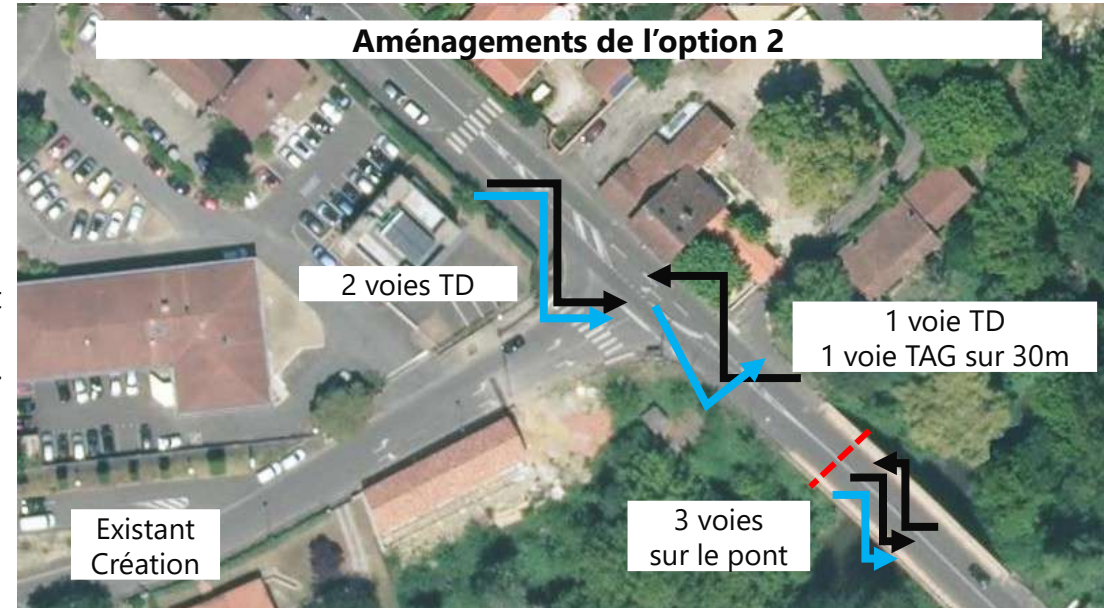 Aménagements de l’option 2
2 voies TD
1 voie TD
1 voie TAG sur 30m
3 voies
sur le pont
Existant
Création